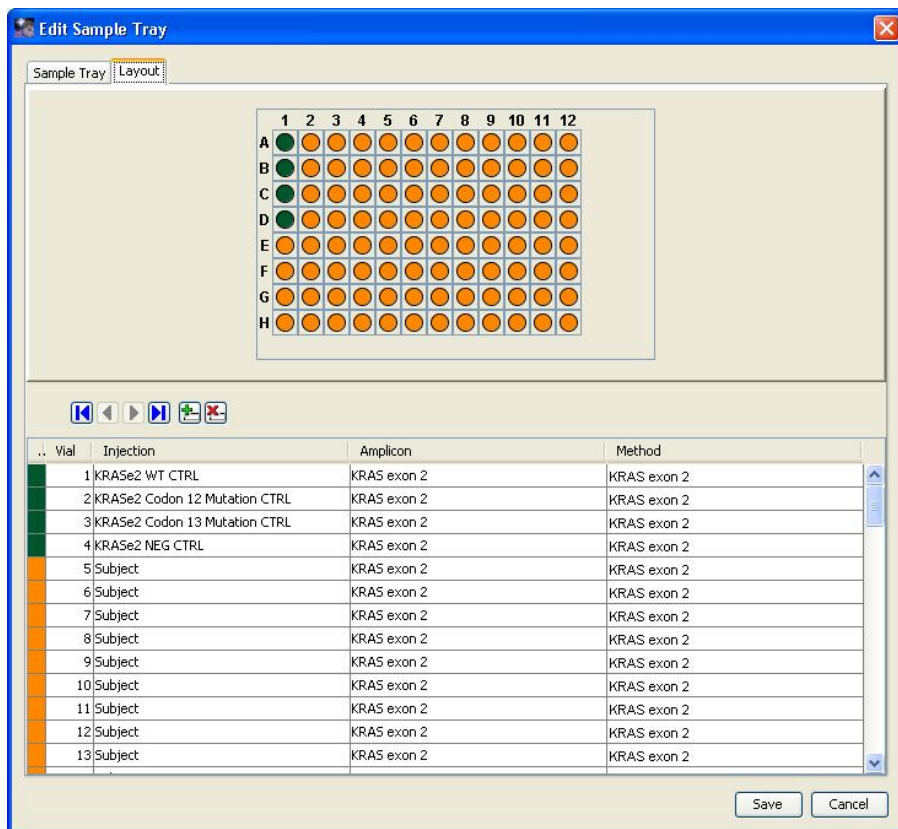 Edit Sample Tray
Sample Tray Layout
1 2 3 4 5 6 7 8 9 10 11 12
A
B
C
D
E
F
G
H
.. Vial Injection Amplicon Method
1 KRASe2 WT CTRL KRAS exon 2 KRAS exon 2
2 KRASe2 Codon 12 Mutation CTRL KRAS exon 2 KRAS exon 2
3 KRASe2 Codon 13 Mutation CTRL KRAS exon 2 KRAS exon 2
4 KRASe2 NEG CTRL KRAS exon 2 KRAS exon 2
5 Subject KRAS exon 2 KRAS exon 2
6 Subject KRAS exon 2 KRAS exon 2
7 Subject KRAS exon 2 KRAS exon 2
8 Subject KRAS exon 2 KRAS exon 2
9 Subject KRAS exon 2 KRAS exon 2
10 Subject KRAS exon 2 KRAS exon 2
11 Subject KRAS exon 2 KRAS exon 2
12 Subject KRAS exon 2 KRAS exon 2
13 Subject KRAS exon 2 KRAS exon 2
Save Cancel